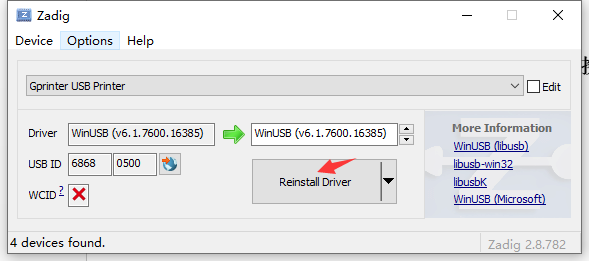 Zadig
Device Options Help
Gprinter USB Printer Edit
Driver WinUSB (v6.1.7600.16385) WinUSB (v6.1.7600.16385)
USB ID 6868 0500
WCID ?
Reinstall Driver
More Information
WinUSB (libusb)
libusb-win32
libusbK
WinUSB (Microsoft)
4 devices found. Zadig 2.8.782